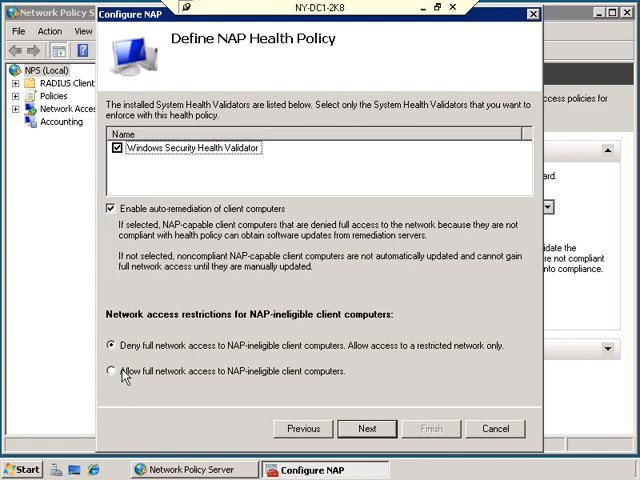 NY-DC1-2K8
Network Policy Server
Configure NAP
File Action View
Define NAP Health Policy
NPS (Local)
RADIUS Client
Policies
Network Acces
Accounting
ccess policies for
The installed System Health Validators are listed below. Select only the System Health Validators that you want to
enforce with this health policy.
Name
Windows Security Health Validator
ard.
Enable auto-remediation of client computers
If selected, NAP-capable client computers that are denied full access to the network because they are not
compliant with health policy can obtain software updates from remediation servers.
If not selected, noncompliant NAP-capable client computers are not automatically updated and cannot gain
full network access until they are manually updated.
idate the
re not compliant
to compliance.
Network access restrictions for NAP-ineligible client computers:
Deny full network access to NAP-ineligible client computers. Allow access to a restricted network only.
Allow full network access to NAP-ineligible client computers.
Previous Next Finish Cancel
Start Network Policy Server Configure NAP